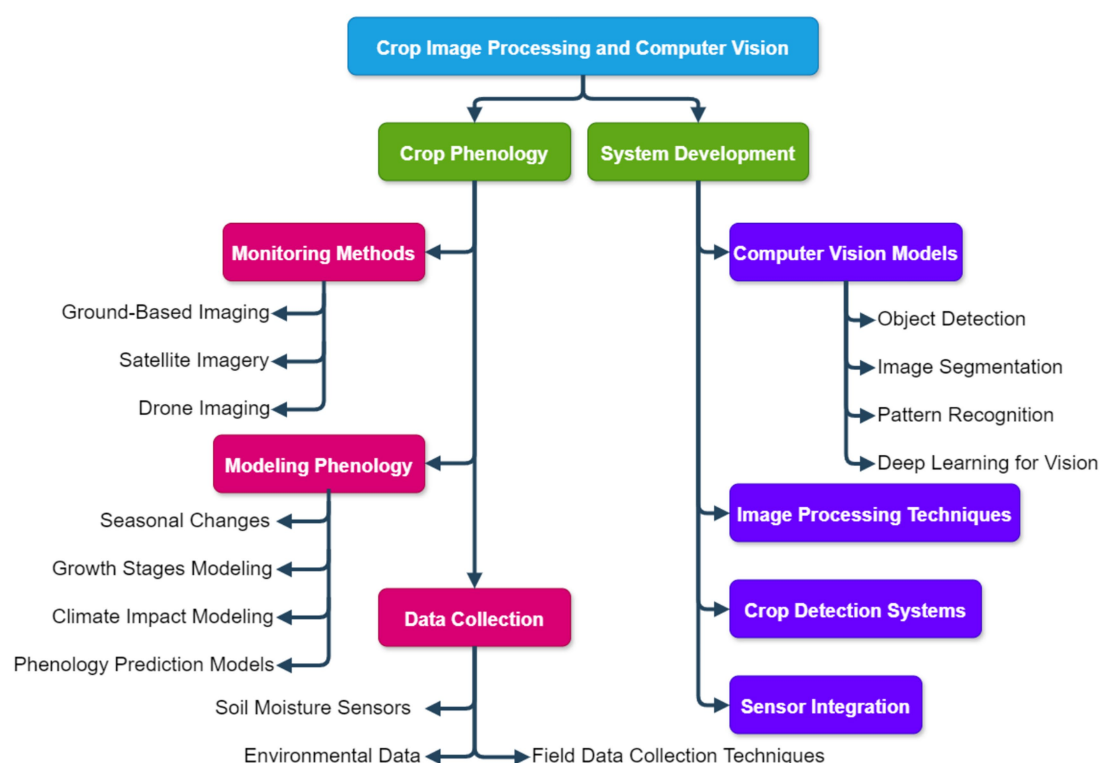 Crop Image Processing and Computer Vision
Crop Phenology
System Development
Monitoring Methods
Ground-Based Imaging
Satellite Imagery
Drone Imaging
Modeling Phenology
Seasonal Changes
Growth Stages Modeling
Climate Impact Modeling
Phenology Prediction Models
Data Collection
Soil Moisture Sensors
Environmental Data
Field Data Collection Techniques
Computer Vision Models
Object Detection
Image Segmentation
Pattern Recognition
Deep Learning for Vision
Image Processing Techniques
Crop Detection Systems
Sensor Integration